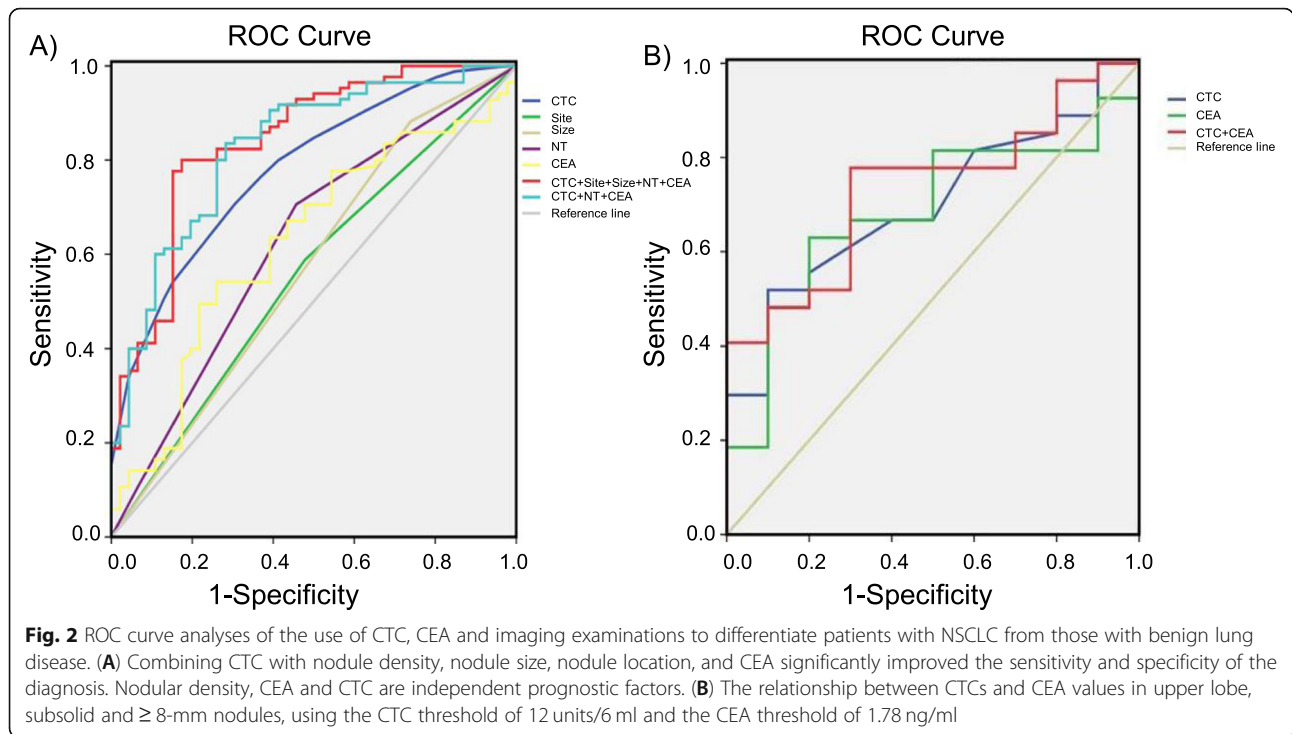 A)
ROC Curve
1.0
0.8
0.6
0.4
0.2
0.0
Sensitivity
0.0 0.2 0.4 0.6 0.8 1.0
1-Specificity
CTC
Site
Size
NT
CEA
CTC+Site+Size+NT+CEA
CTC+NT+CEA
Reference line
B)
ROC Curve
1.0
0.8
0.6
0.4
0.2
0.0
Sensitivity
0.0 0.2 0.4 0.6 0.8 1.0
1-Specificity
CTC
CEA
CTC+CEA
Reference line
Fig. 2 ROC curve analyses of the use of CTC, CEA and imaging examinations to differentiate patients with NSCLC from those with benign lung
disease. (A) Combining CTC with nodule density, nodule size, nodule location, and CEA significantly improved the sensitivity and specificity of the
diagnosis. Nodular density, CEA and CTC are independent prognostic factors. (B) The relationship between CTCs and CEA values in upper lobe,
subsolid and ≥ 8-mm nodules, using the CTC threshold of 12 units/6 ml and the CEA threshold of 1.78 ng/ml